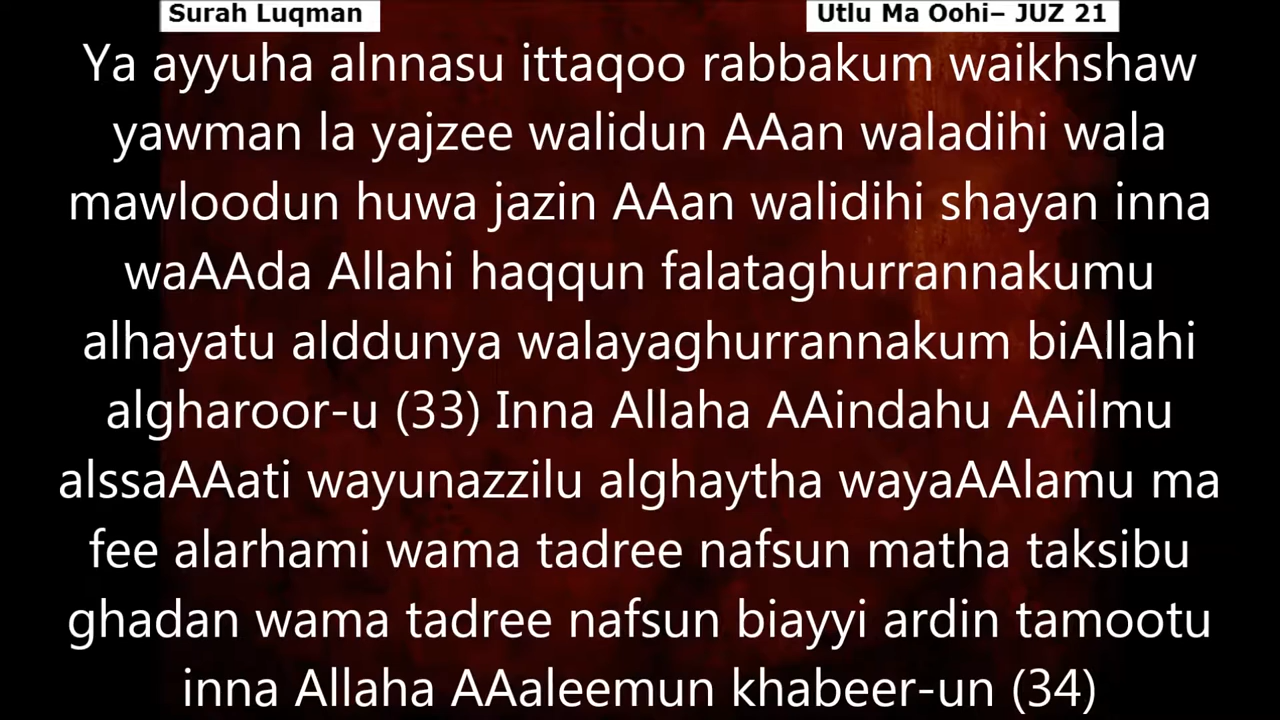 Surah Luqman
Utlu Ma Oohi– JUZ 21
Ya ayyuha alnnasu ittaqoo rabbakum waikhshaw
yawman la yajzee walidun AAan waladihi wala
mawloodun huwa jazin AAan walidihi shayan inna
waAAda Allahi haqqun falataghurrannakumu
alhayatu alddunya walayaghurrannakum biAllahi
algharoor-u (33) Inna Allaha AAindahu AAilmu
alssaAAati wayunazzilu alghaytha wayaAAlamu ma
fee alarhami wama tadree nafsun matha taksibu
ghadan wama tadree nafsun biayyi ardin tamootu
inna Allaha AAaleemun khabeer-un (34)